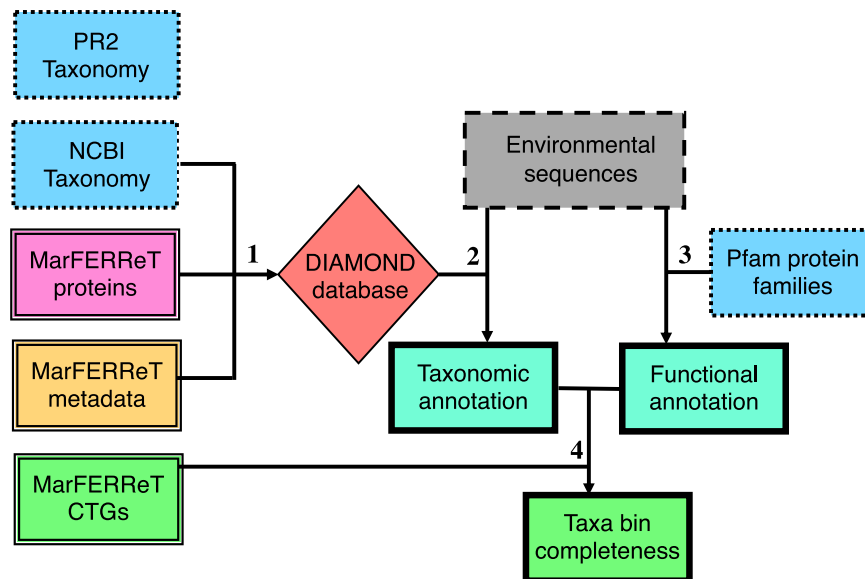 PR2
Taxonomy
NCBI
Taxonomy
MarFERReT
proteins
MarFERReT
metadata
MarFERReT
CTGs
1
DIAMOND
database
Environmental
sequences
2
3
Pfam protein
families
Taxonomic
annotation
Functional
annotation
4
Taxa bin
completeness